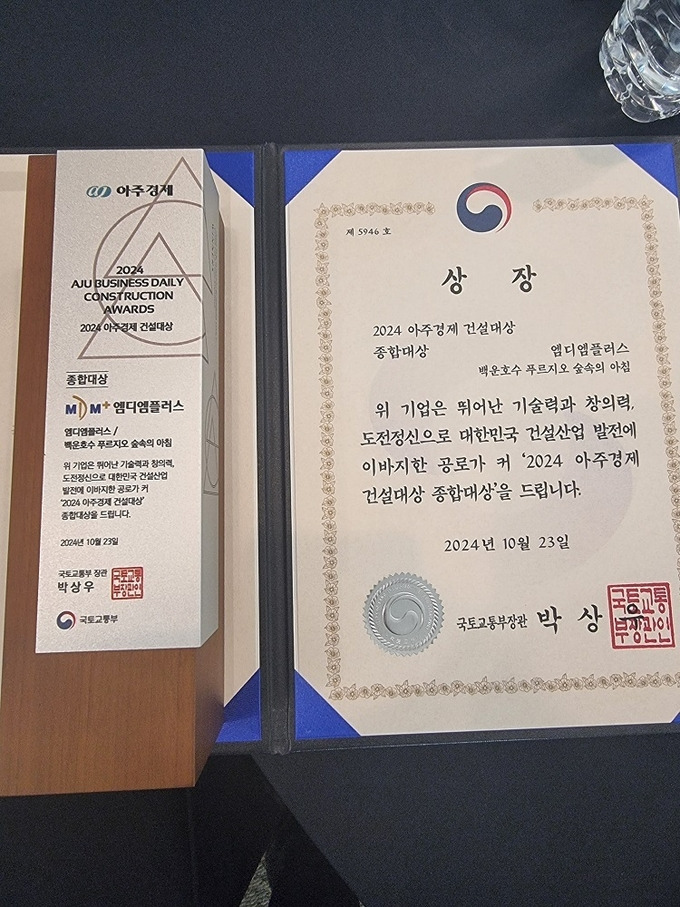 아주경제
2024
AJU BUSINESS DAILY
CONSTRUCTION
AWARDS
2024 아주경제 건설대상
종합대상
MDM+ 엠디엠플러스
엠디엠플러스 /
백운호수 푸르지오 숲속의 아침
위 기업은 뛰어난 기술력과 창의력,
도전정신으로 대한민국 건설산업
발전에 이바지한 공로가 커
'2024 아주경제 건설대상'
종합대상을 드립니다.
2024년 10월 23일
국토교통부 장관
박상우
국토교통
부장관인
국토교통부
제 5946 호
상 장
2024 아주경제 건설대상
종합대상 엠디엠플러스
백운호수 푸르지오 숲속의 아침
위 기업은 뛰어난 기술력과 창의력,
도전정신으로 대한민국 건설산업 발전에
이바지한 공로가 커 '2024 아주경제
건설대상 종합대상'을 드립니다.
2024년 10월 23일
국토교통부장관 박 상 우
국토교통
부장관인